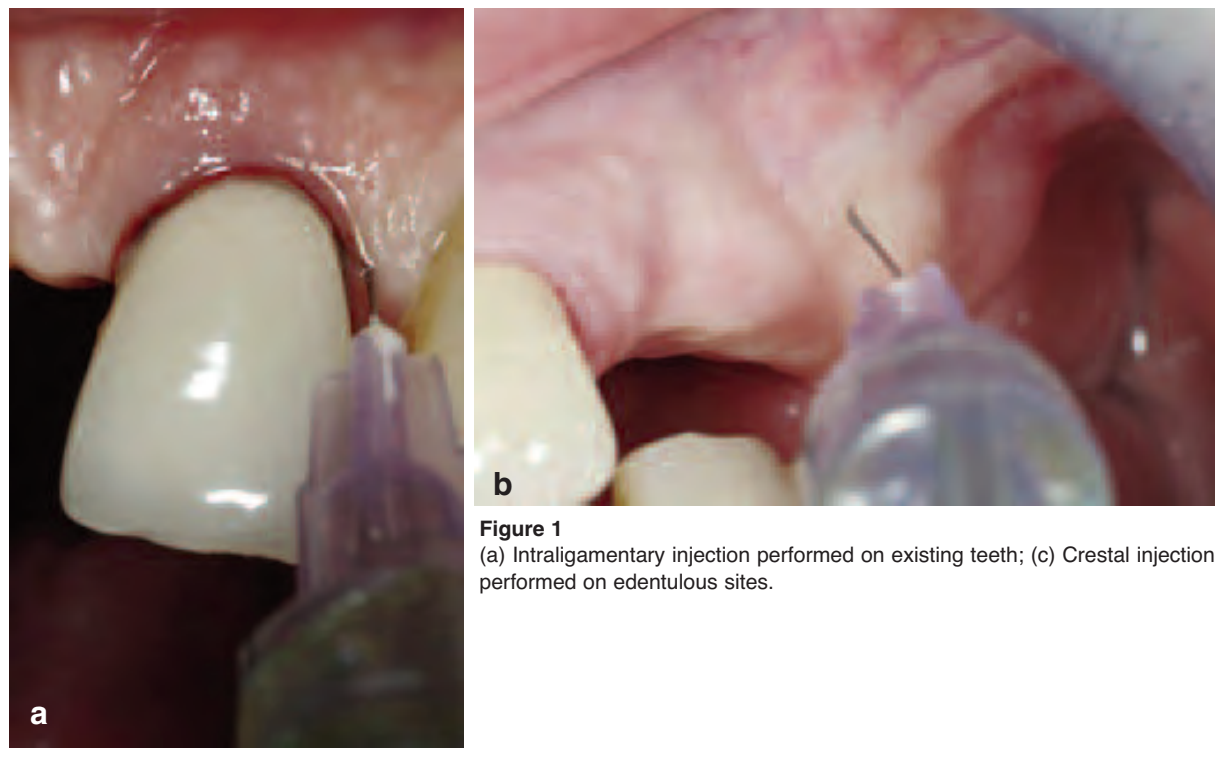 a
b
Figure 1
(a) Intraligamentary injection performed on existing teeth; (c) Crestal injection
performed on edentulous sites.